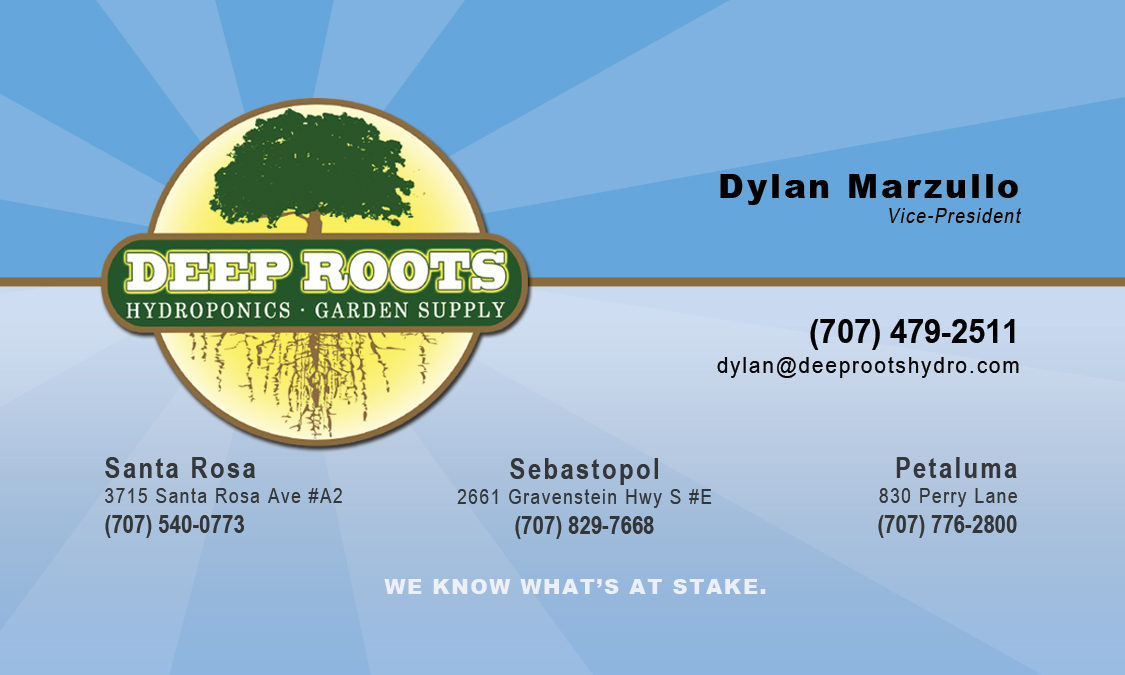 DEEP ROOTS
HYDROPONICS · GARDEN SUPPLY
Dylan Marzullo
Vice-President
(707) 479-2511
dylan@deeprootshydro.com
Santa Rosa
3715 Santa Rosa Ave #A2
(707) 540-0773
Sebastopol
2661 Gravenstein Hwy S #E
(707) 829-7668
Petaluma
830 Perry Lane
(707) 776-2800
WE KNOW WHAT'S AT STAKE.